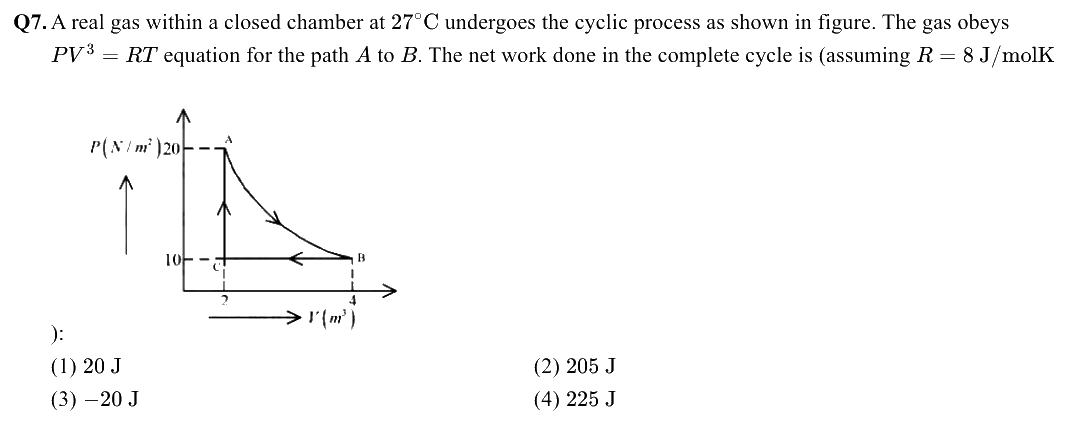 Q7. A real gas within a closed chamber at 27°C undergoes the cyclic process as shown in figure. The gas obeys
PV³ = RT equation for the path A to B. The net work done in the complete cycle is (assuming R = 8 J/molK
A
P(N/m²)20
10
C
B
2
4
V(m³)
):
(1) 20 J
(2) 205 J
(3) −20 J
(4) 225 J